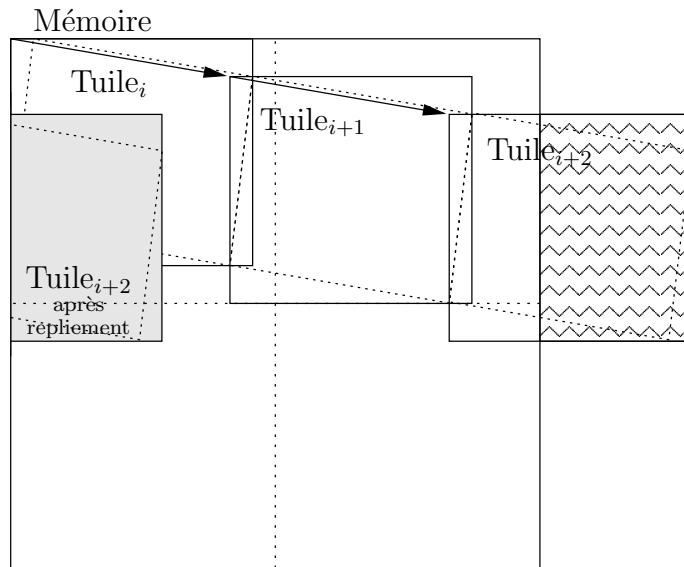 Mémoire
Tuile_i
Tuile_{i+1}
Tuile_{i+2}
Tuile_{i+2}
après
repliement